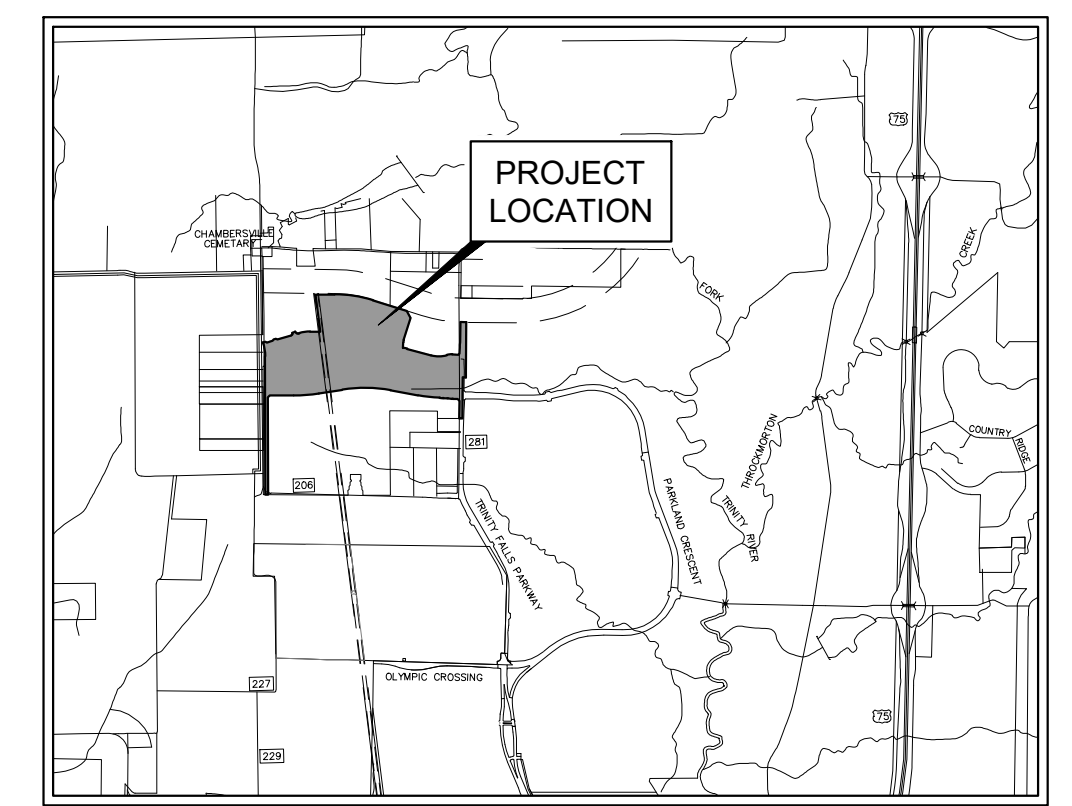 75
PROJECT
LOCATION
CHAMBERSVILLE
CEMETARY
CREEK
FORK
281
COUNTRY
RIDGE
THROCKMORTON
206
PARKLAND CRESCENT
TRINITY RIVER
TRINITY FALLS PARKWAY
OLYMPIC CROSSING
227
75
229